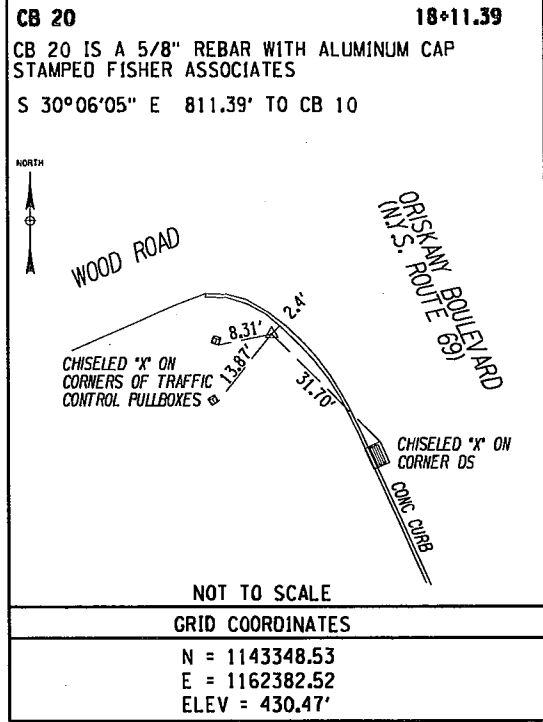 CB 20 18+11.39
CB 20 IS A 5/8" REBAR WITH ALUMINUM CAP
STAMPED FISHER ASSOCIATES
S 30°06'05" E 811.39' TO CB 10
NORTH
WOOD ROAD
ORISKANY BOULEVARD
(N.Y.S. ROUTE 69)
2.4'
8.31'
13.87'
31.70'
CHISELED "X" ON
CORNERS OF TRAFFIC
CONTROL PULLBOXES
CHISELED "X" ON
CORNER DS
CONC CURB
NOT TO SCALE
GRID COORDINATES
N = 1143348.53
E = 1162382.52
ELEV = 430.47'